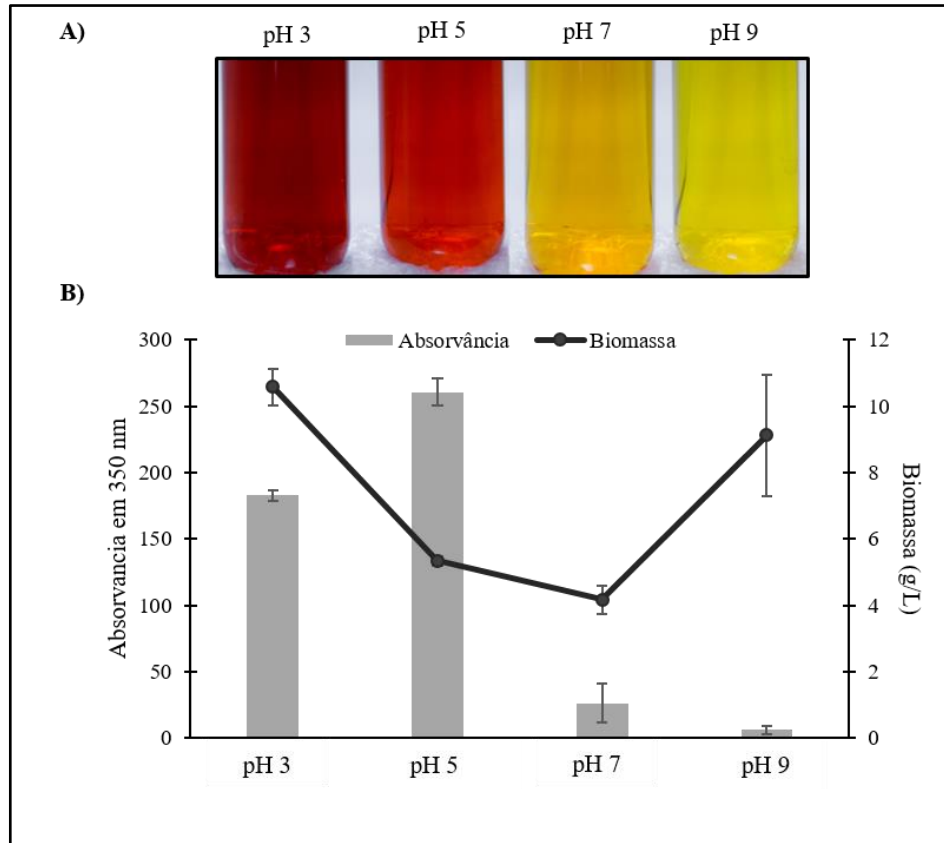 A)
pH 3 pH 5 pH 7 pH 9
B)
Absorvância Biomassa
Absorvancia em 350 nm
300
250
200
150
100
50
0
12
10
8
6
4
2
0
Biomassa (g/L)
pH 3 pH 5 pH 7 pH 9